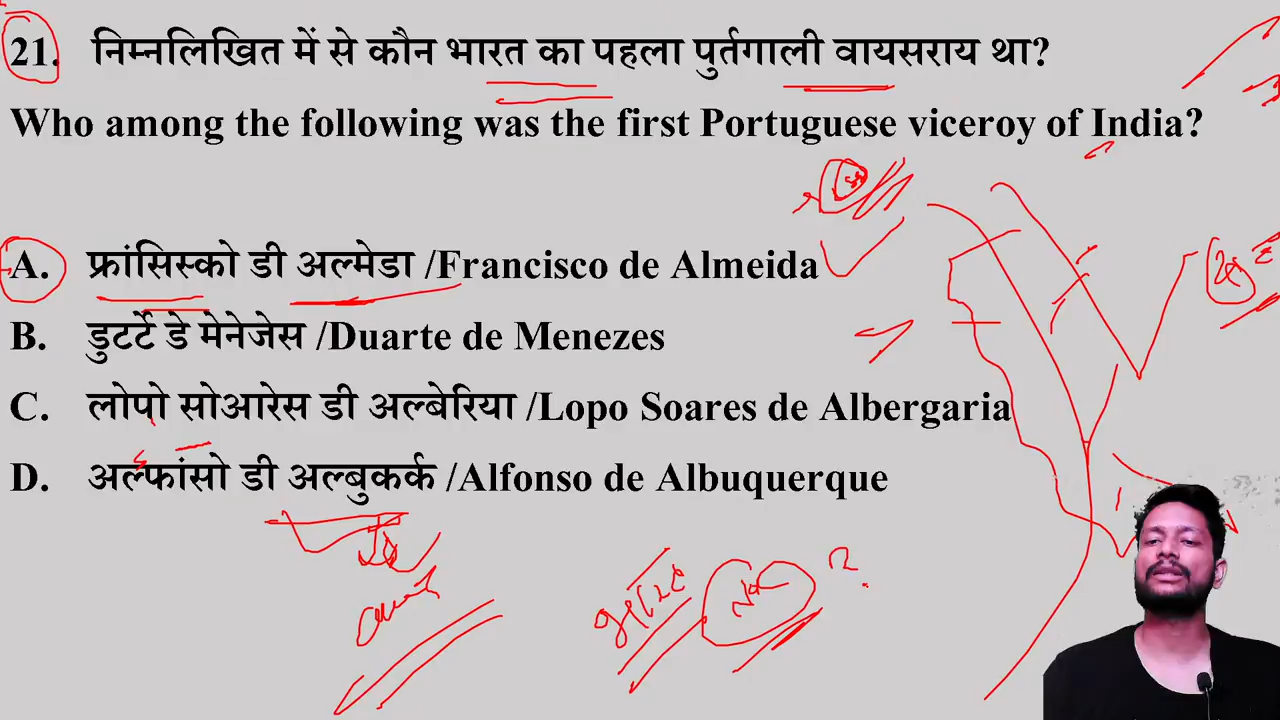 21. निम्नलिखित में से कौन भारत का पहला पुर्तगाली वायसराय था?
Who among the following was the first Portuguese viceroy of India?
A. फ्रांसिस्को डी अल्मेडा /Francisco de Almeida
B. डुटर्टे डे मेनेजेस /Duarte de Menezes
C. लोपो सोआरेस डी अल्बेरिया /Lopo Soares de Albergaria
D. अल्फांसो डी अल्बुकर्क /Alfonso de Albuquerque